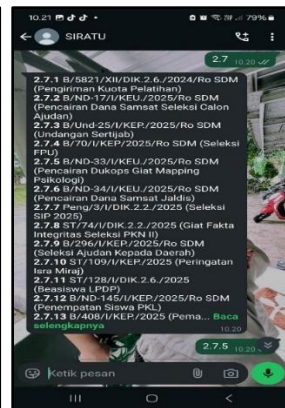 10.21 79%
SIRATU
2.7 10.20
2.7.1 B/5821/XII/DIK.2.6./2024/Ro SDM
(Pengiriman Kuota Pelatihan)
2.7.2 B/ND-17/I/KEU./2025/Ro SDM
(Pencairan Dana Samsat Seleksi Calon
Ajudan)
2.7.3 B/Und-25/I/KEP./2025/Ro SDM
(Undangan Sertijab)
2.7.4 B/70/I/KEP/2025/Ro SDM (Seleksi
FPU)
2.7.5 B/ND-33/I/KEU./2025/Ro SDM
(Pencairan Dukops Giat Mapping
Psikologi)
2.7.6 B/ND-34/I/KEU./2025/Ro SDM
(Pencairan Dana Samsat Jaldis)
2.7.7 Peng/3/I/DIK.2.2./2025 (Seleksi
SIP 2025)
2.7.8 ST/74/I/DIK.2.2./2025 (Giat Fakta
Integritas Seleksi PKN II)
2.7.9 B/296/I/KEP./2025/Ro SDM
(Seleksi Ajudan Kepada Daerah)
2.7.10 ST/109/I/KEP./2025 (Peringatan
Isra Miraj)
2.7.11 ST/128/I/DIK.2.6./2025
(Beasiswa LPDP)
2.7.12 B/ND-145/I/KEP./2025/Ro SDM
(Penempatan Siswa PKL)
2.7.13 B/408/I/KEP./2025 (Pema... Baca
selengkapnya
10.20
2.7.5 10.20
Ketik pesan